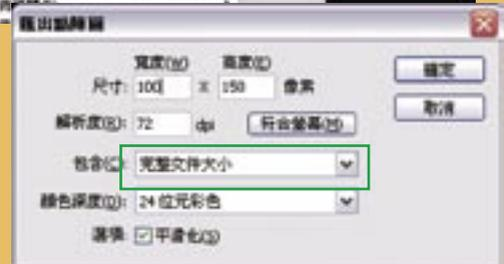 匯出點陣圖
寬度(W) 高度(E)
尺寸: 100 X 150 像素
解析度(R): 72 dpi 符合螢幕(M)
包含(C): 完整文件大小
顏色深度(D): 24 位元彩色
選項: 平滑化(S)
確定
取消